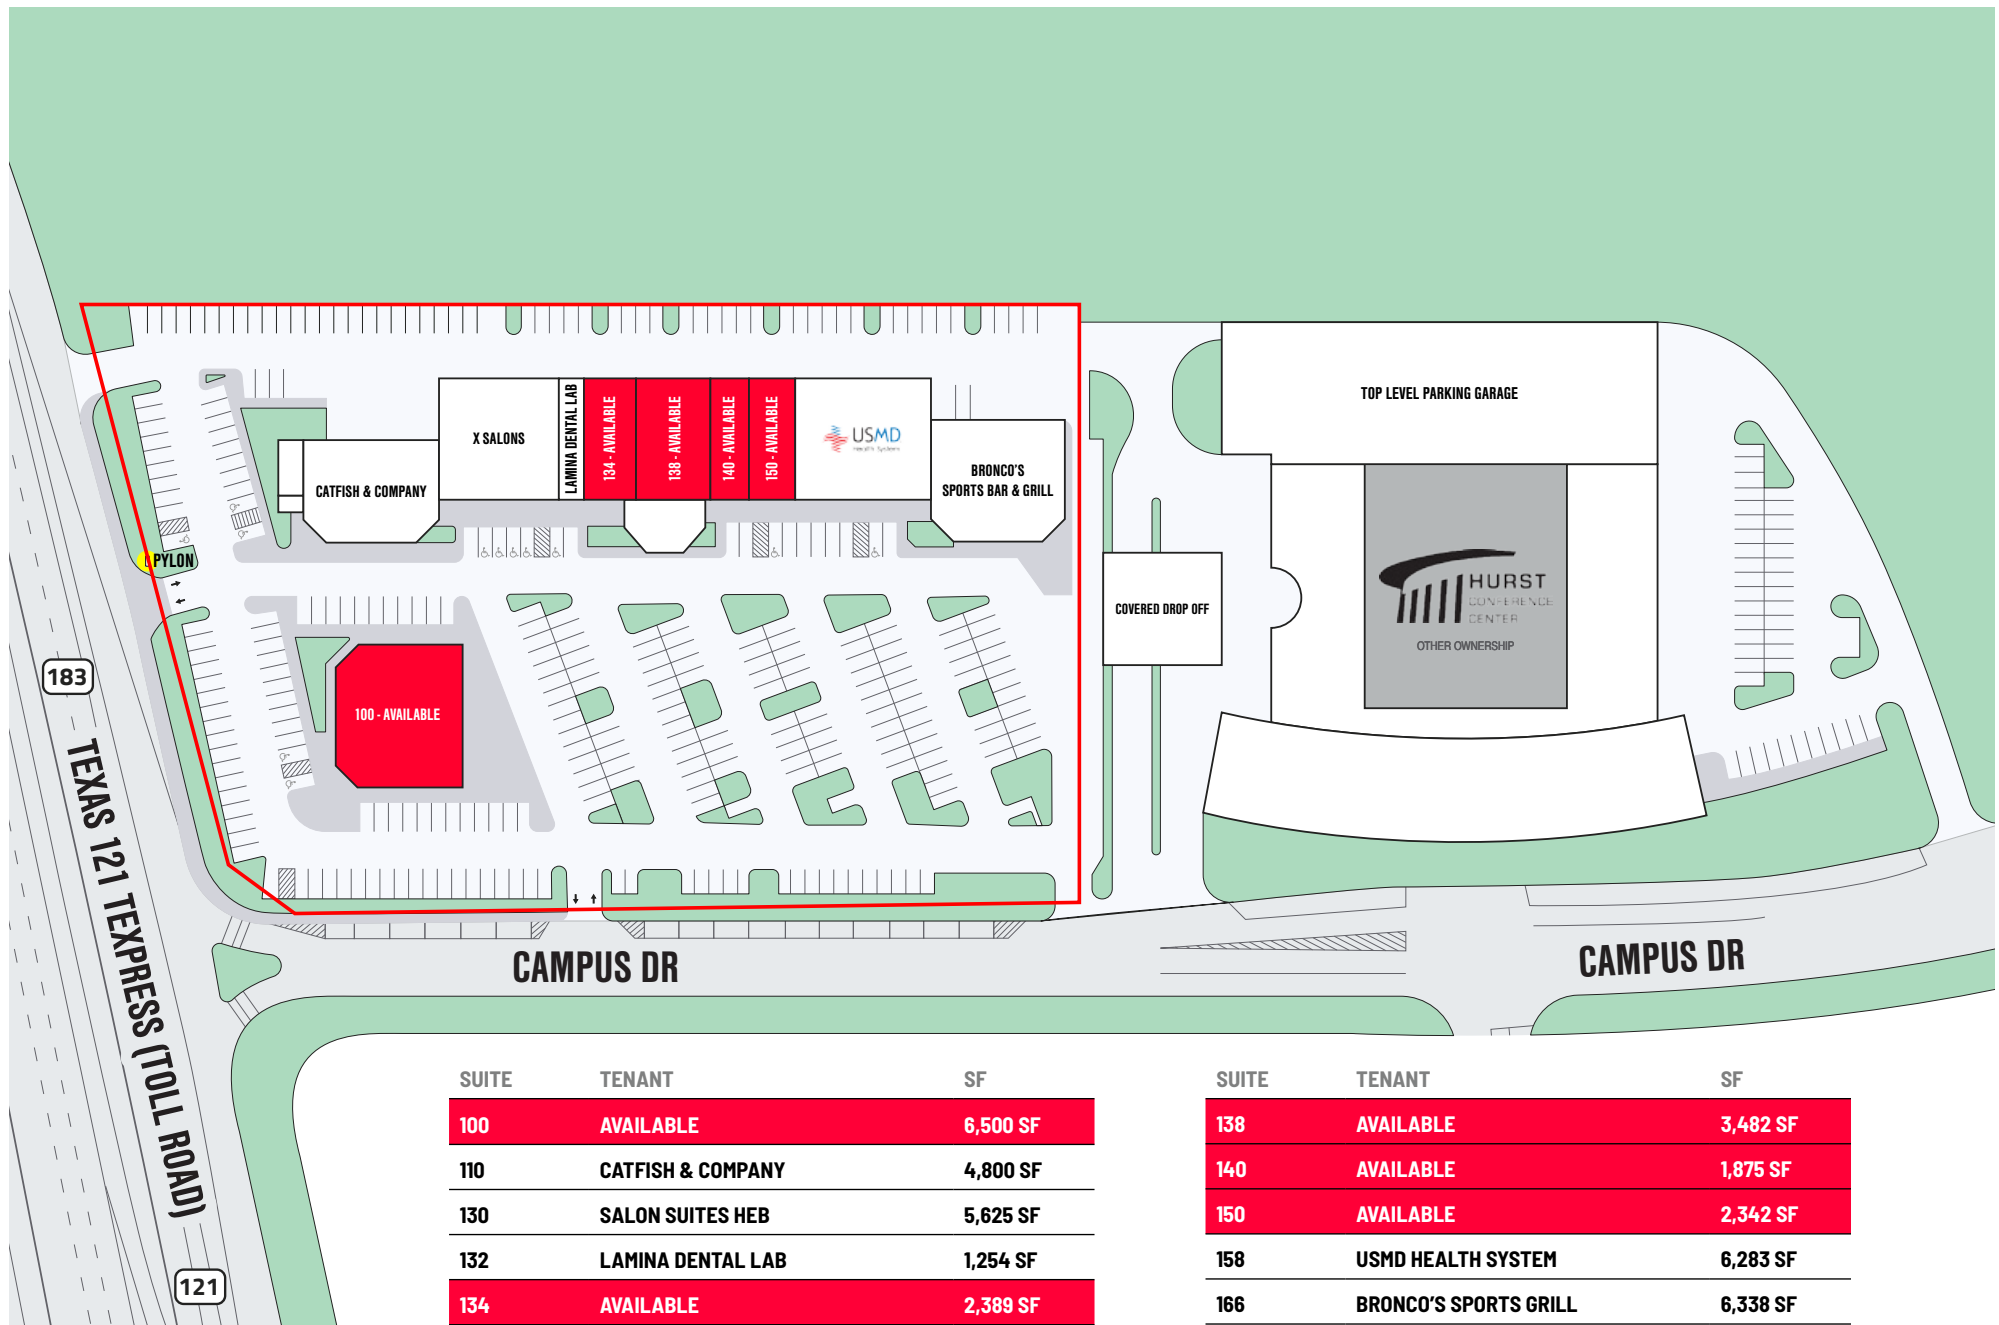 X SALONS
LAMINA DENTAL LAB
134 - AVAILABLE
138 - AVAILABLE
140 - AVAILABLE
150 - AVAILABLE
USMD
Health System
CATFISH & COMPANY
BRONCO'S
SPORTS BAR & GRILL
TOP LEVEL PARKING GARAGE
PYLON
COVERED DROP OFF
HURST
CONFERENCE
CENTER
OTHER OWNERSHIP
100 - AVAILABLE
183
TEXAS 121 TEXPRESS (TOLL ROAD)
121
CAMPUS DR
CAMPUS DR
SUITE TENANT SF
100 AVAILABLE 6,500 SF
110 CATFISH & COMPANY 4,800 SF
130 SALON SUITES HEB 5,625 SF
132 LAMINA DENTAL LAB 1,254 SF
134 AVAILABLE 2,389 SF
SUITE TENANT SF
138 AVAILABLE 3,482 SF
140 AVAILABLE 1,875 SF
150 AVAILABLE 2,342 SF
158 USMD HEALTH SYSTEM 6,283 SF
166 BRONCO'S SPORTS GRILL 6,338 SF